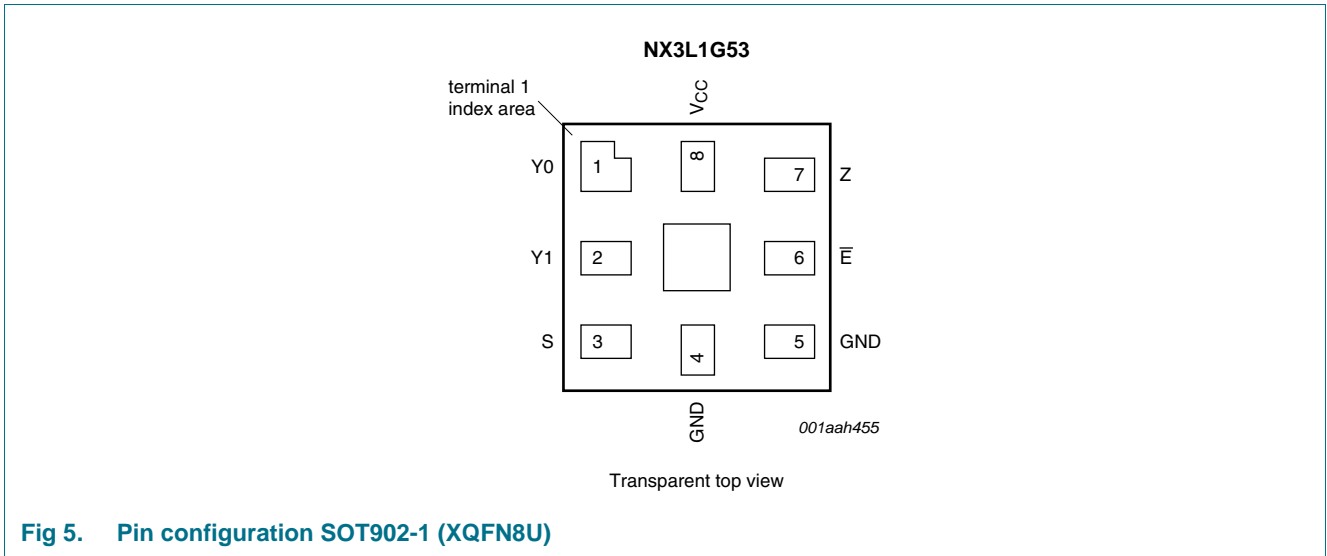 NX3L1G53
terminal 1
index area
VCC
Y0
1
8
7
Z
Y1
2
6
E̅
S
3
4
5
GND
GND
001aah455
Transparent top view
Fig 5. Pin configuration SOT902-1 (XQFN8U)